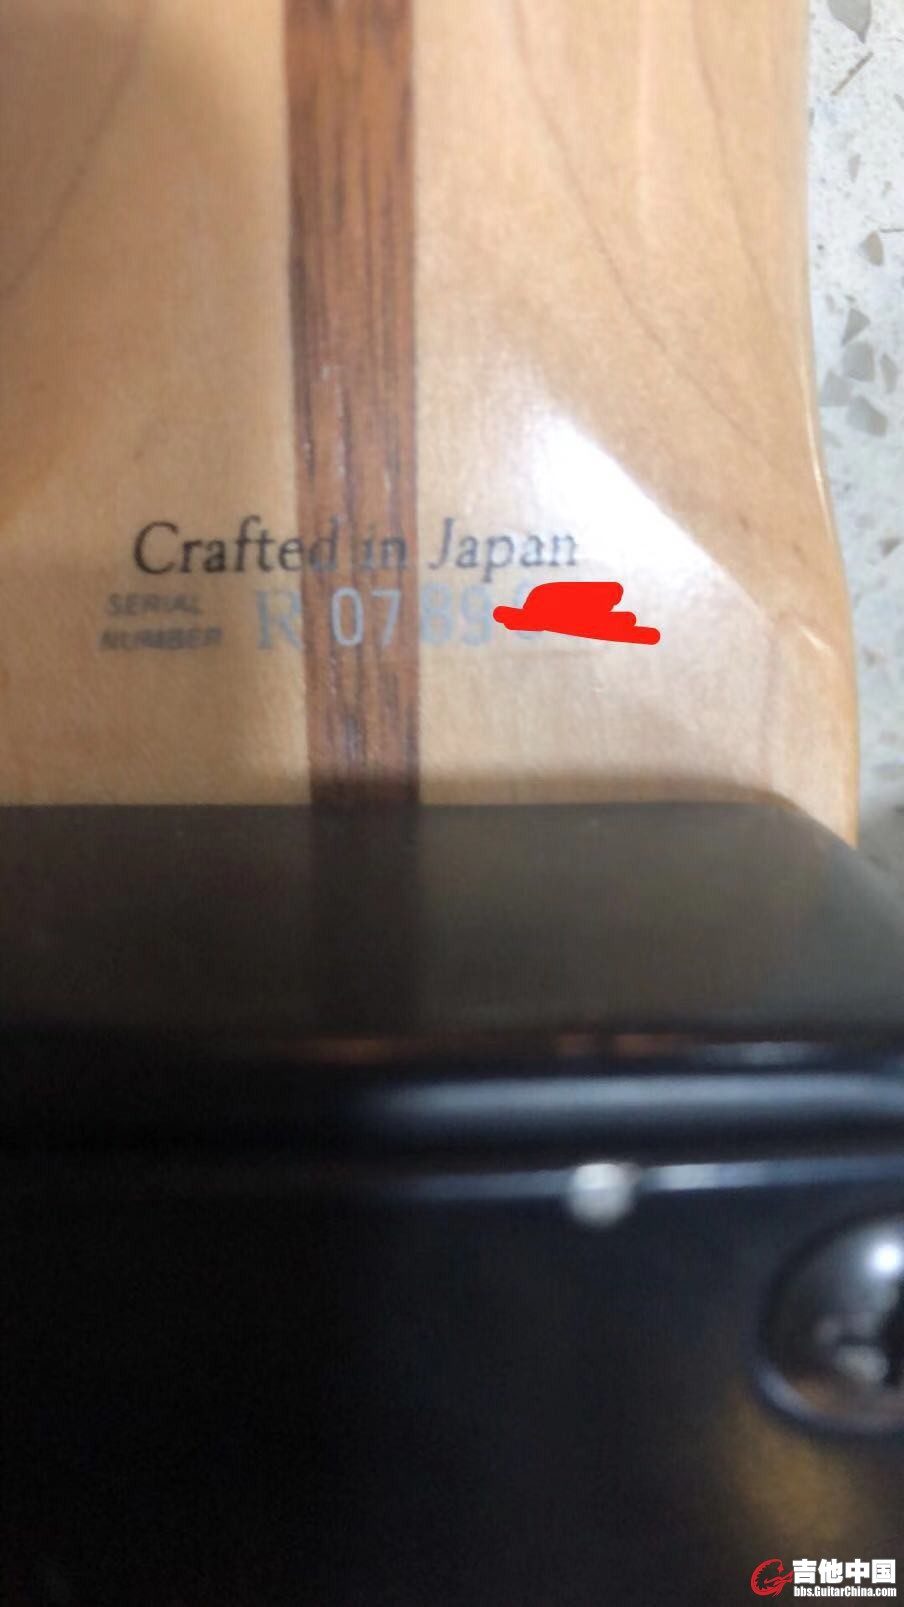 Crafted in Japan
SERIAL
NUMBER R 0789
吉他中国
bbs.GuitarChina.com